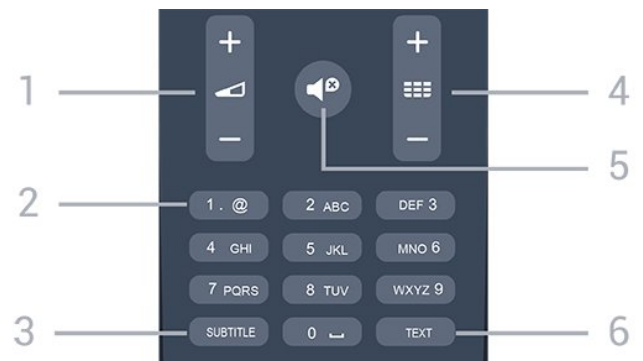 + +
1 4
− −
5
2 1 . @ 2 ABC DEF 3
4 GHI 5 JKL MNO 6
7 PQRS 8 TUV WXYZ 9
3 SUBTITLE 0 ⎵ TEXT 6